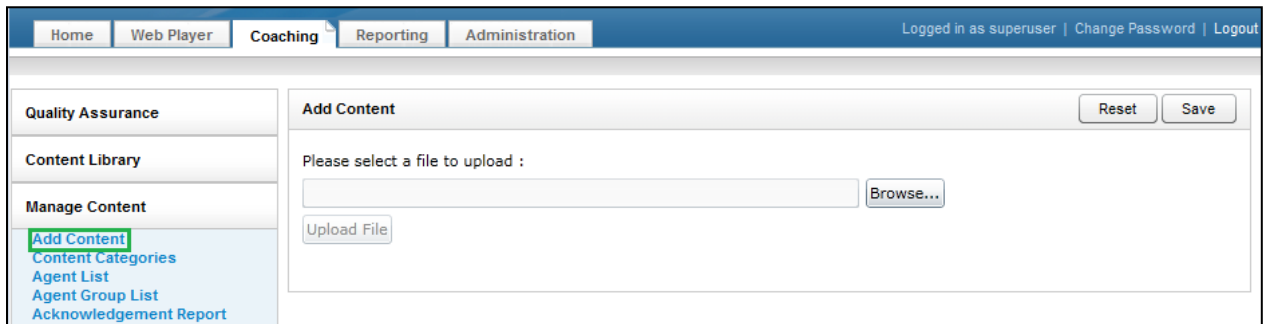 Home Web Player Coaching Reporting Administration Logged in as superuser | Change Password | Logout
Quality Assurance
Content Library
Manage Content
Add Content
Content Categories
Agent List
Agent Group List
Acknowledgement Report
Add Content Reset Save
Please select a file to upload :
Browse...
Upload File